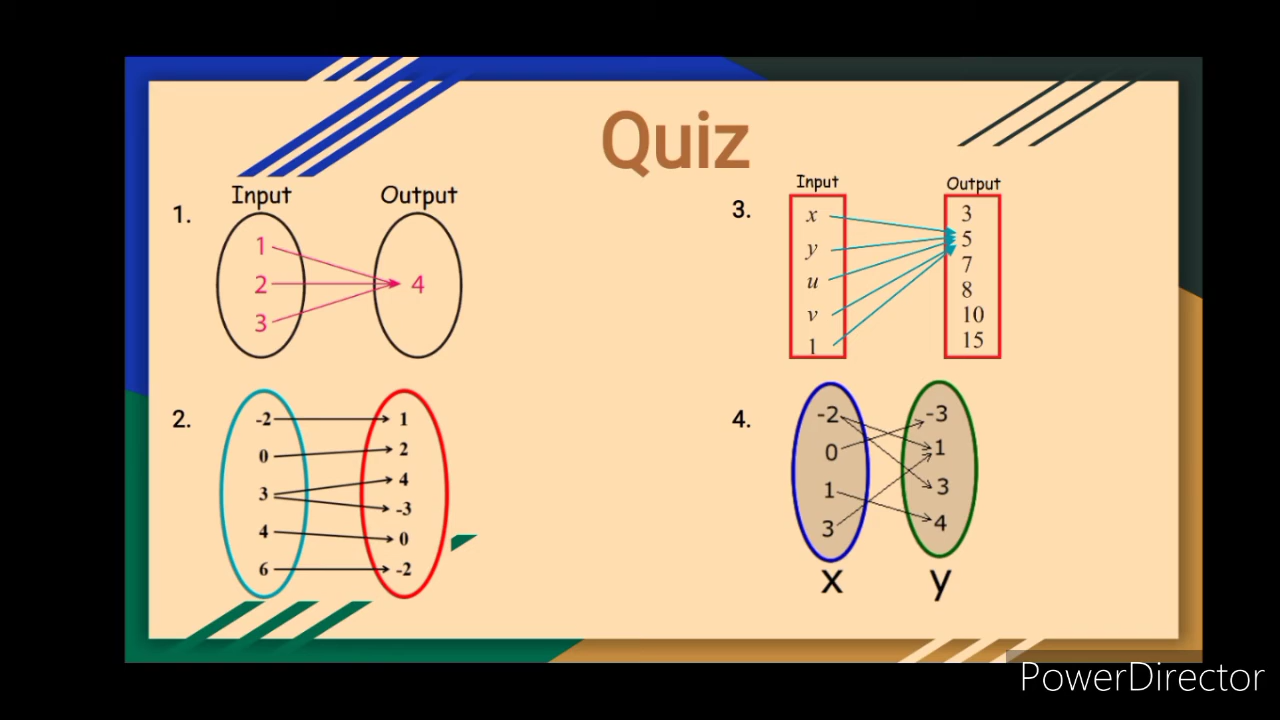 Quiz
1.
Input Output
1
2 4
3
2.
-2 1
0 2
3 4
-3
4 0
6 -2
3.
Input Output
x 3
y 5
u 7
v 8
1 10
15
4.
-2 -3
0 1
1 3
3 4
x y
PowerDirector